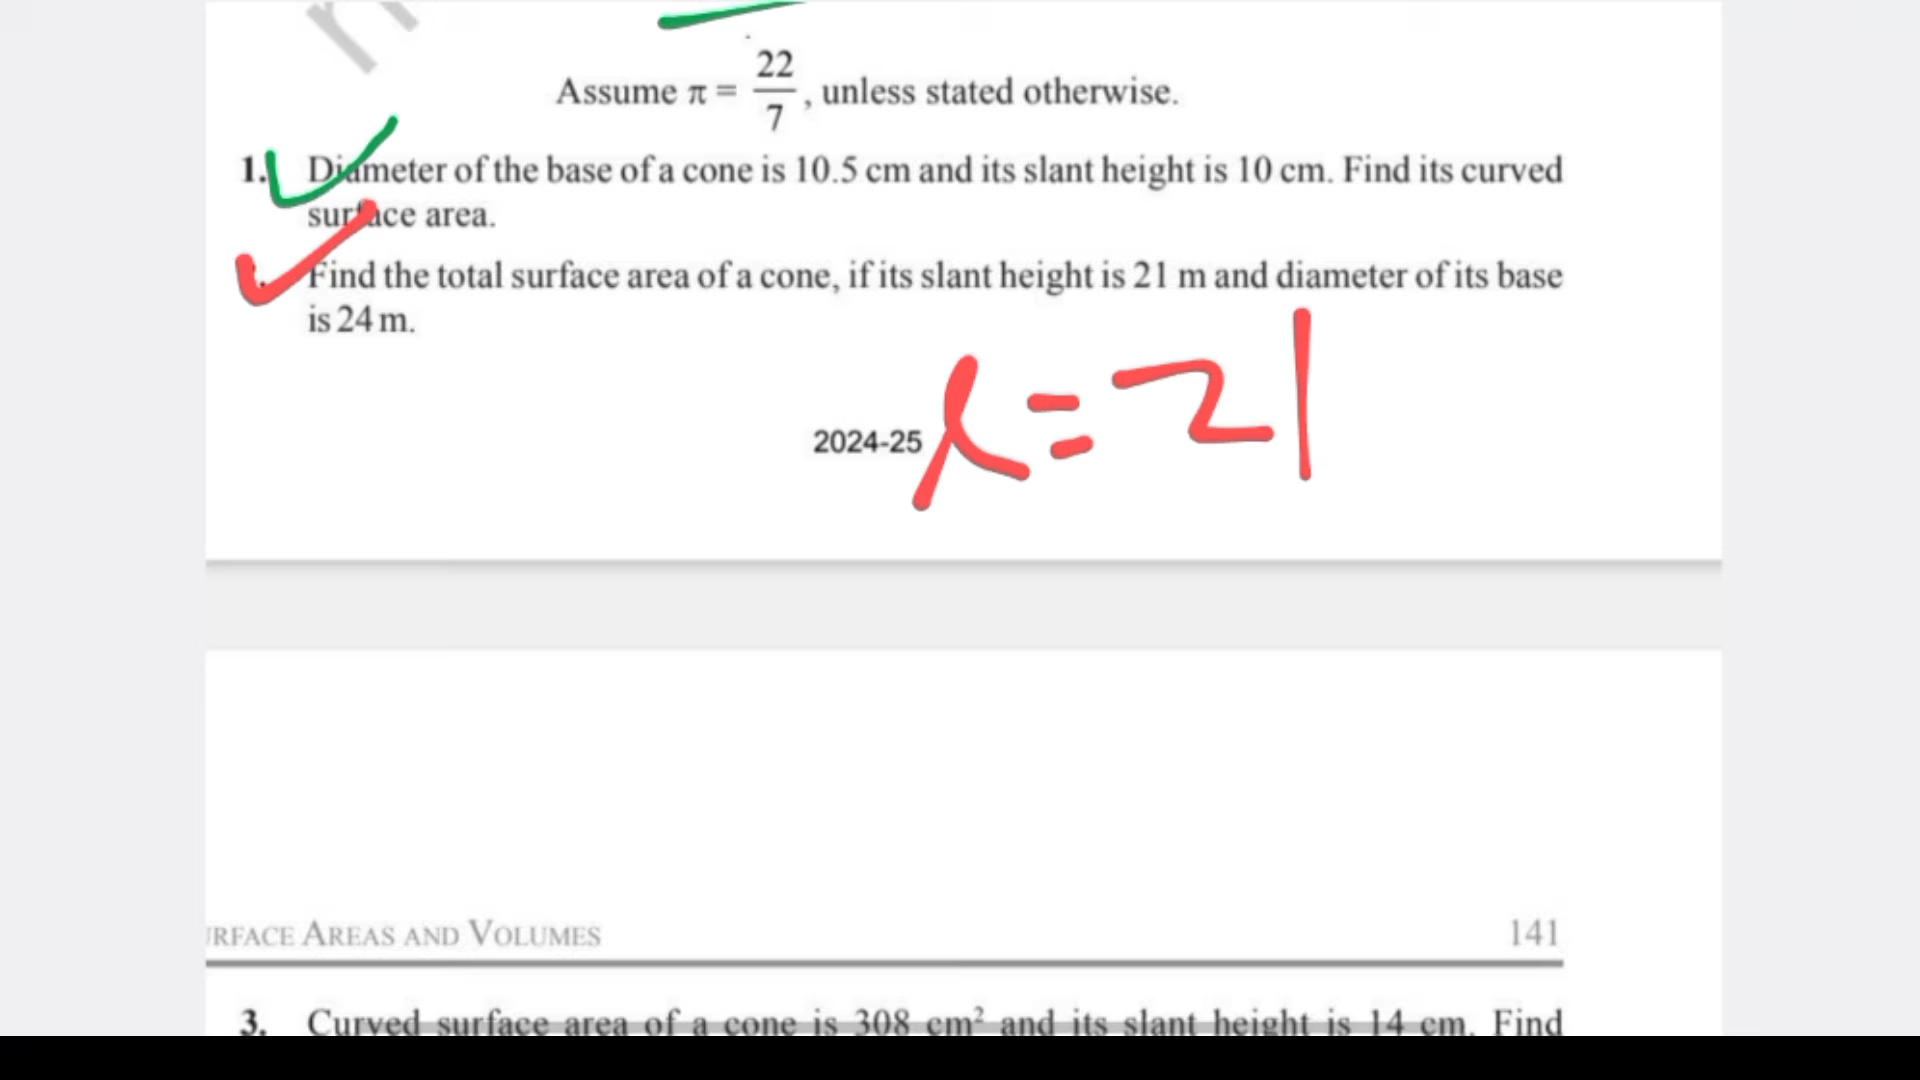 Assume π = 22/7, unless stated otherwise.
1. Diameter of the base of a cone is 10.5 cm and its slant height is 10 cm. Find its curved
surface area.
Find the total surface area of a cone, if its slant height is 21 m and diameter of its base
is 24 m.
l = 21
2024-25
RFACE AREAS AND VOLUMES 141
3. Curved surface area of a cone is 308 cm² and its slant height is 14 cm. Find